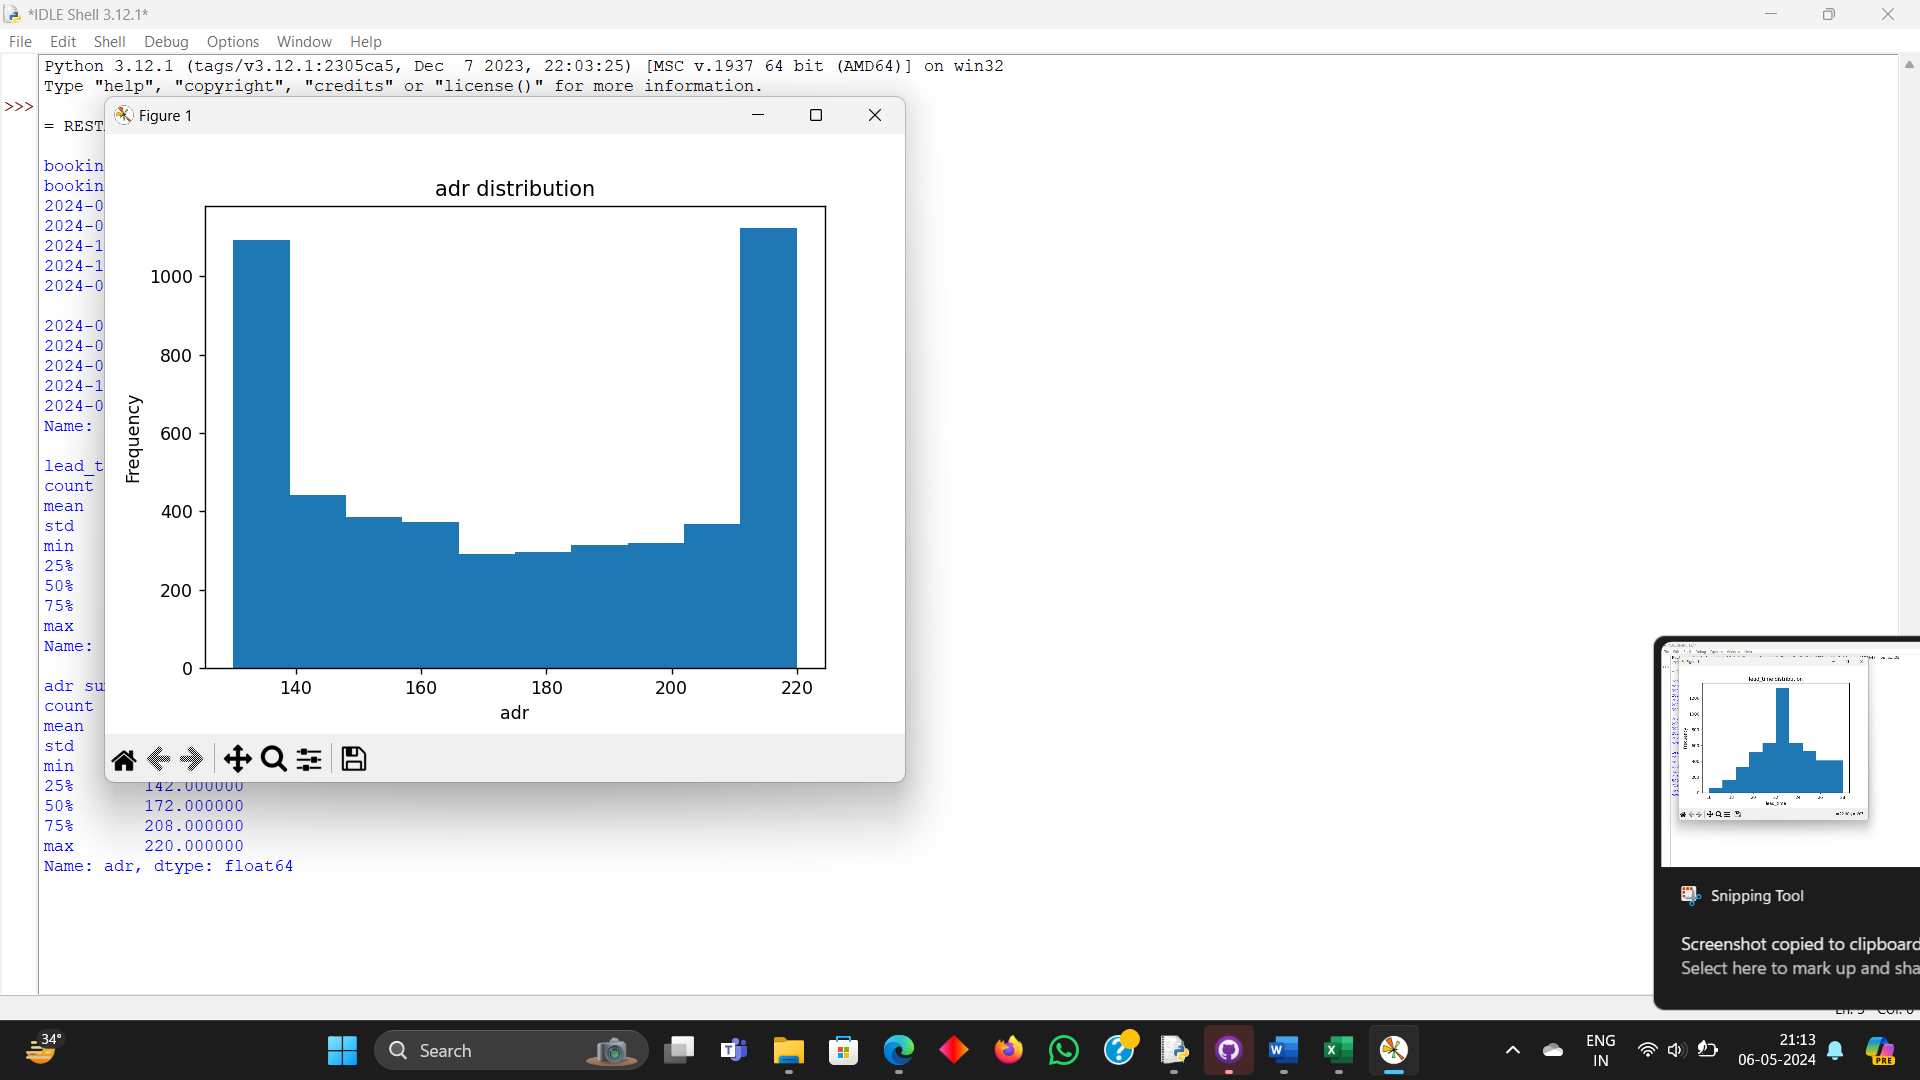 *IDLE Shell 3.12.1*
File Edit Shell Debug Options Window Help
Python 3.12.1 (tags/v3.12.1:2305ca5, Dec  7 2023, 22:03:25) [MSC v.1937 64 bit (AMD64)] on win32
Type "help", "copyright", "credits" or "license()" for more information.
>>>
= REST
bookin
bookin
2024-0
2024-0
2024-1
2024-1
2024-0
2024-0
2024-0
2024-0
2024-1
2024-0
Name:
lead_t
count
mean
std
min
25%
50%
75%
max
Name:
adr su
count
mean
std
min
25% 142.000000
50% 172.000000
75% 208.000000
max 220.000000
Name: adr, dtype: float64
Figure 1
adr distribution
Frequency
1000
800
600
400
200
0
140 160 180 200 220
adr
lead_time distribution
lead_time
Snipping Tool
Screenshot copied to clipboard
Select here to mark up and sha
34°
Search
ENG
IN
21:13
06-05-2024
PRE